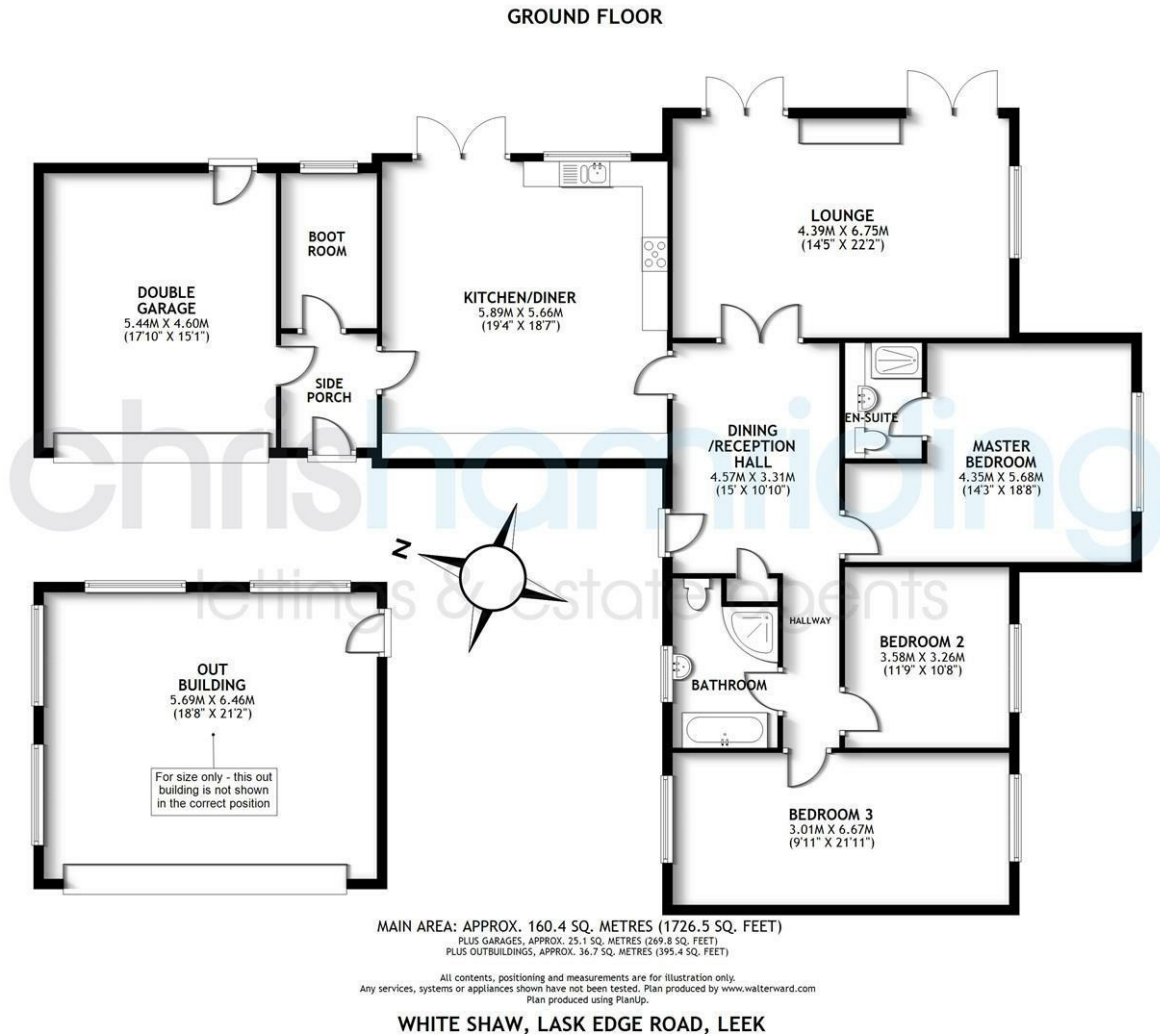 GROUND FLOOR
LOUNGE
4.39M X 6.75M
(14'5" X 22'2")
BOOT
ROOM
DOUBLE
GARAGE
5.44M X 4.60M
(17'10" X 15'1")
KITCHEN/DINER
5.89M X 5.66M
(19'4" X 18'7")
SIDE
PORCH
EN-SUITE
DINING
/RECEPTION
HALL
4.57M X 3.31M
(15' X 10'10")
MASTER
BEDROOM
4.35M X 5.68M
(14'3" X 18'8")
chrishamriding
lettings & estate agents
N
HALLWAY
BEDROOM 2
3.58M X 3.26M
(11'9" X 10'8")
BATHROOM
OUT
BUILDING
5.69M X 6.46M
(18'8" X 21'2")
For size only - this out
building is not shown
in the correct position
BEDROOM 3
3.01M X 6.67M
(9'11" X 21'11")
MAIN AREA: APPROX. 160.4 SQ. METRES (1726.5 SQ. FEET)
PLUS GARAGES, APPROX. 25.1 SQ. METRES (269.8 SQ. FEET)
PLUS OUTBUILDINGS, APPROX. 36.7 SQ. METRES (395.4 SQ. FEET)
All contents, positioning and measurements are for illustration only.
Any services, systems or appliances shown have not been tested. Plan produced by www.walterward.com
Plan produced using PlanUp.
WHITE SHAW, LASK EDGE ROAD, LEEK